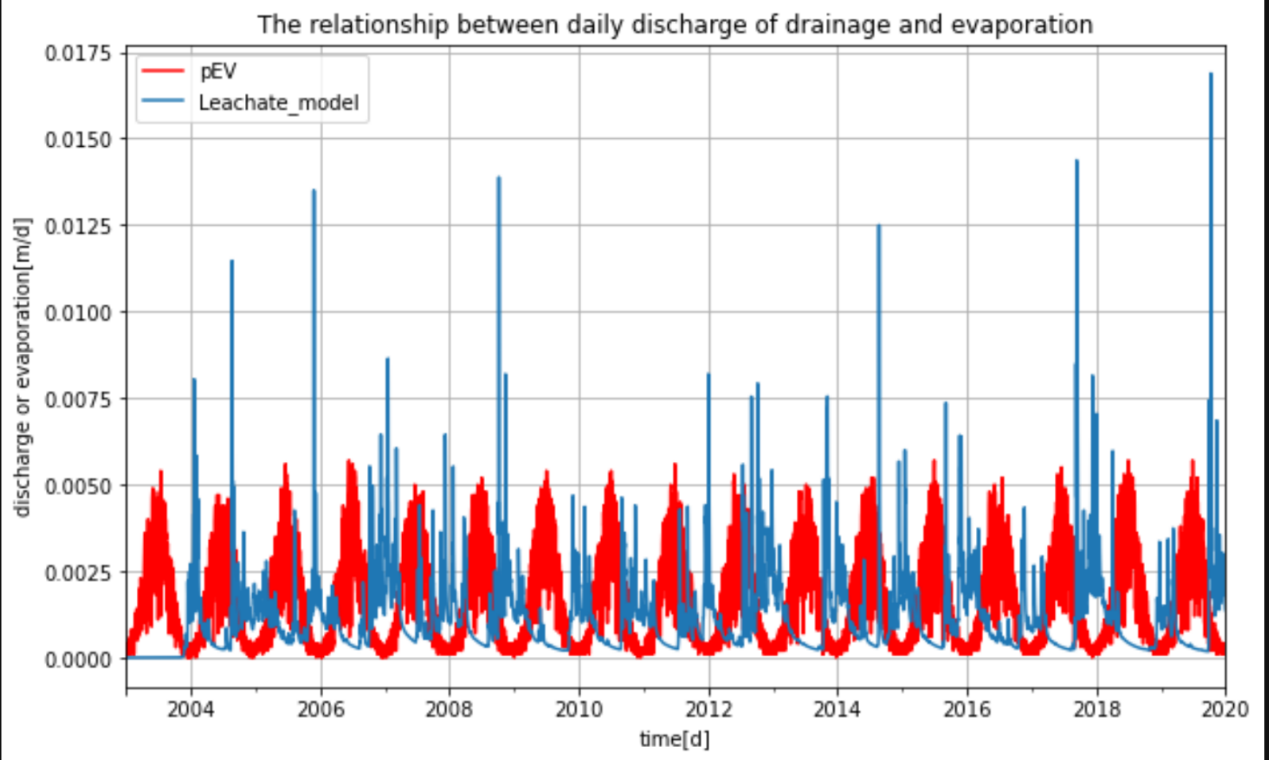 The relationship between daily discharge of drainage and evaporation
0.0175
0.0150
0.0125
0.0100
0.0075
0.0050
0.0025
0.0000
discharge or evaporation[m/d]
pEV
Leachate_model
2004 2006 2008 2010 2012 2014 2016 2018 2020
time[d]